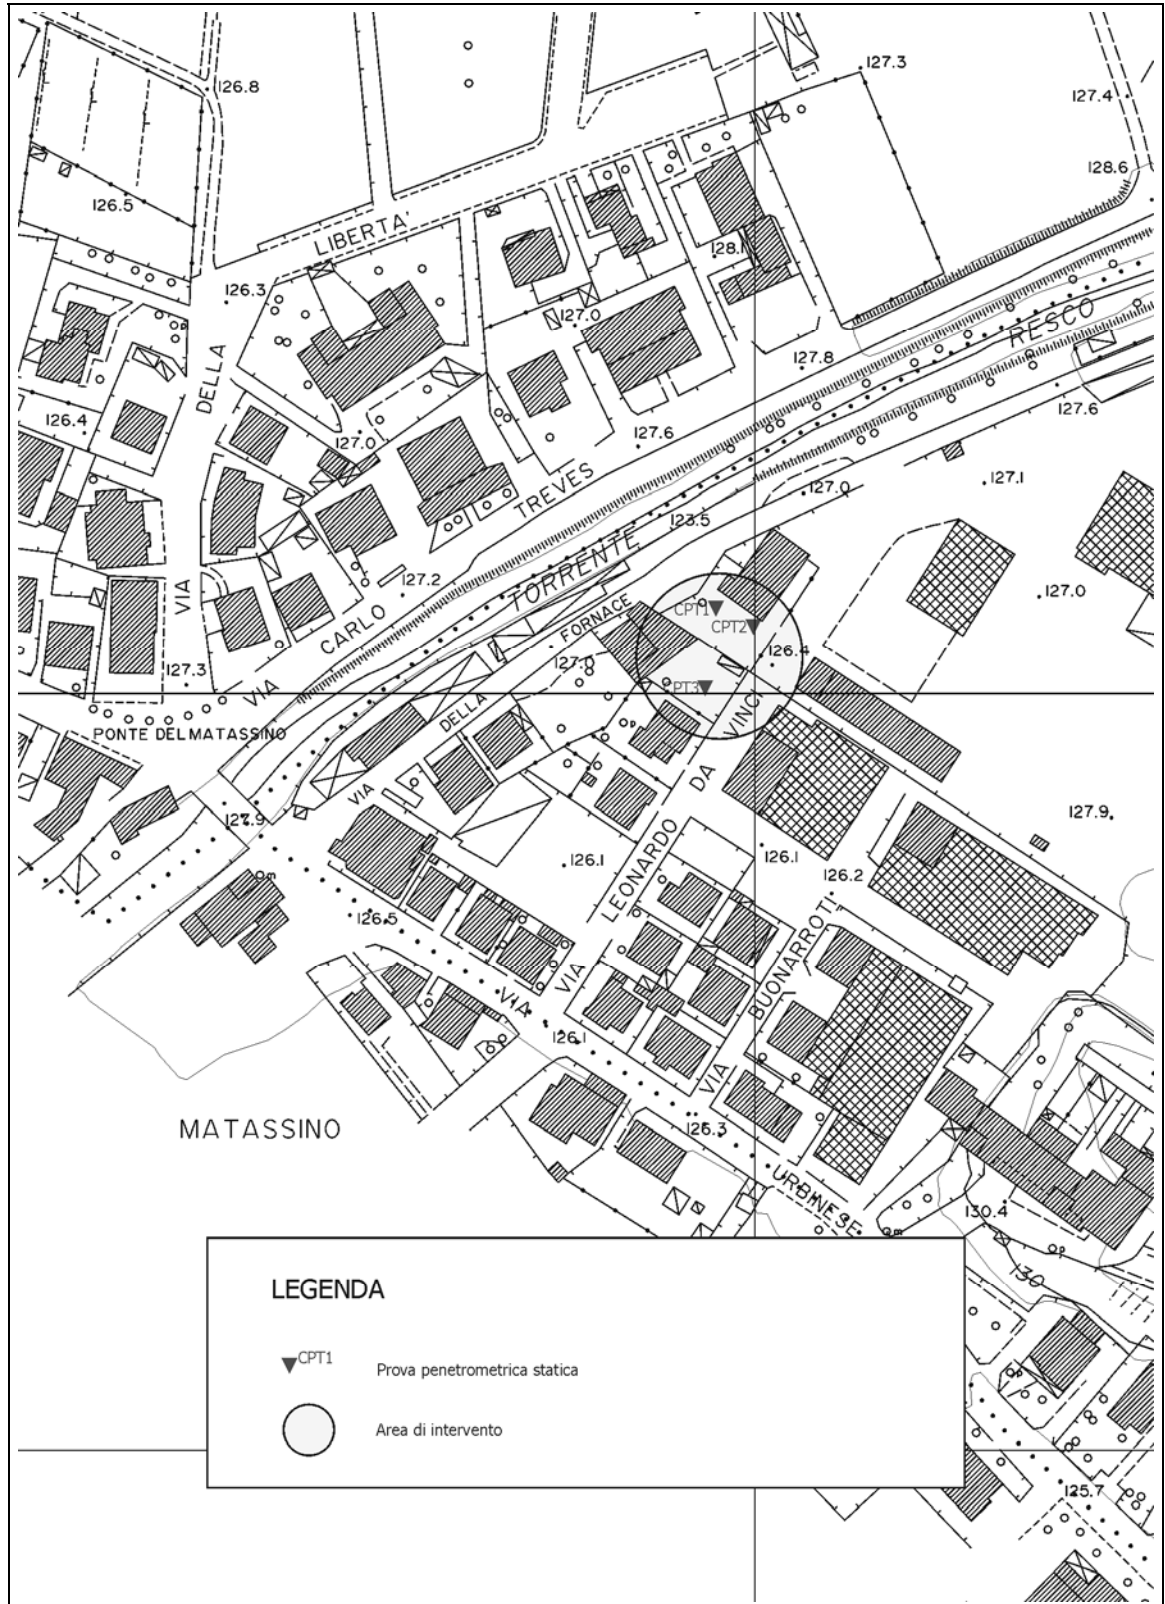 127.3
126.8
127.4
128.6
126.5
LIBERTA'
128.1
126.3
127.0
RESCO
127.8
DELLA
126.4
127.0
127.6
127.6
TREVES
127.0
127.1
123.5
TORRENTE
127.2
VIA
CARLO
FORNACE
CPT1
CPT2
127.0
127.3
VIA
127.0
126.4
CPT3
DELLA
VINCI
PONTE DEL MATASSINO
DA
VIA
127.9
127.9
LEONARDO
126.1
126.1
126.2
126.5
BUONARROTI
VIA
VIA
126.1
VIA
MATASSINO
126.3
URBINESE
130.4
130
LEGENDA
CPT1
Prova penetrometrica statica
Area di intervento
125.7